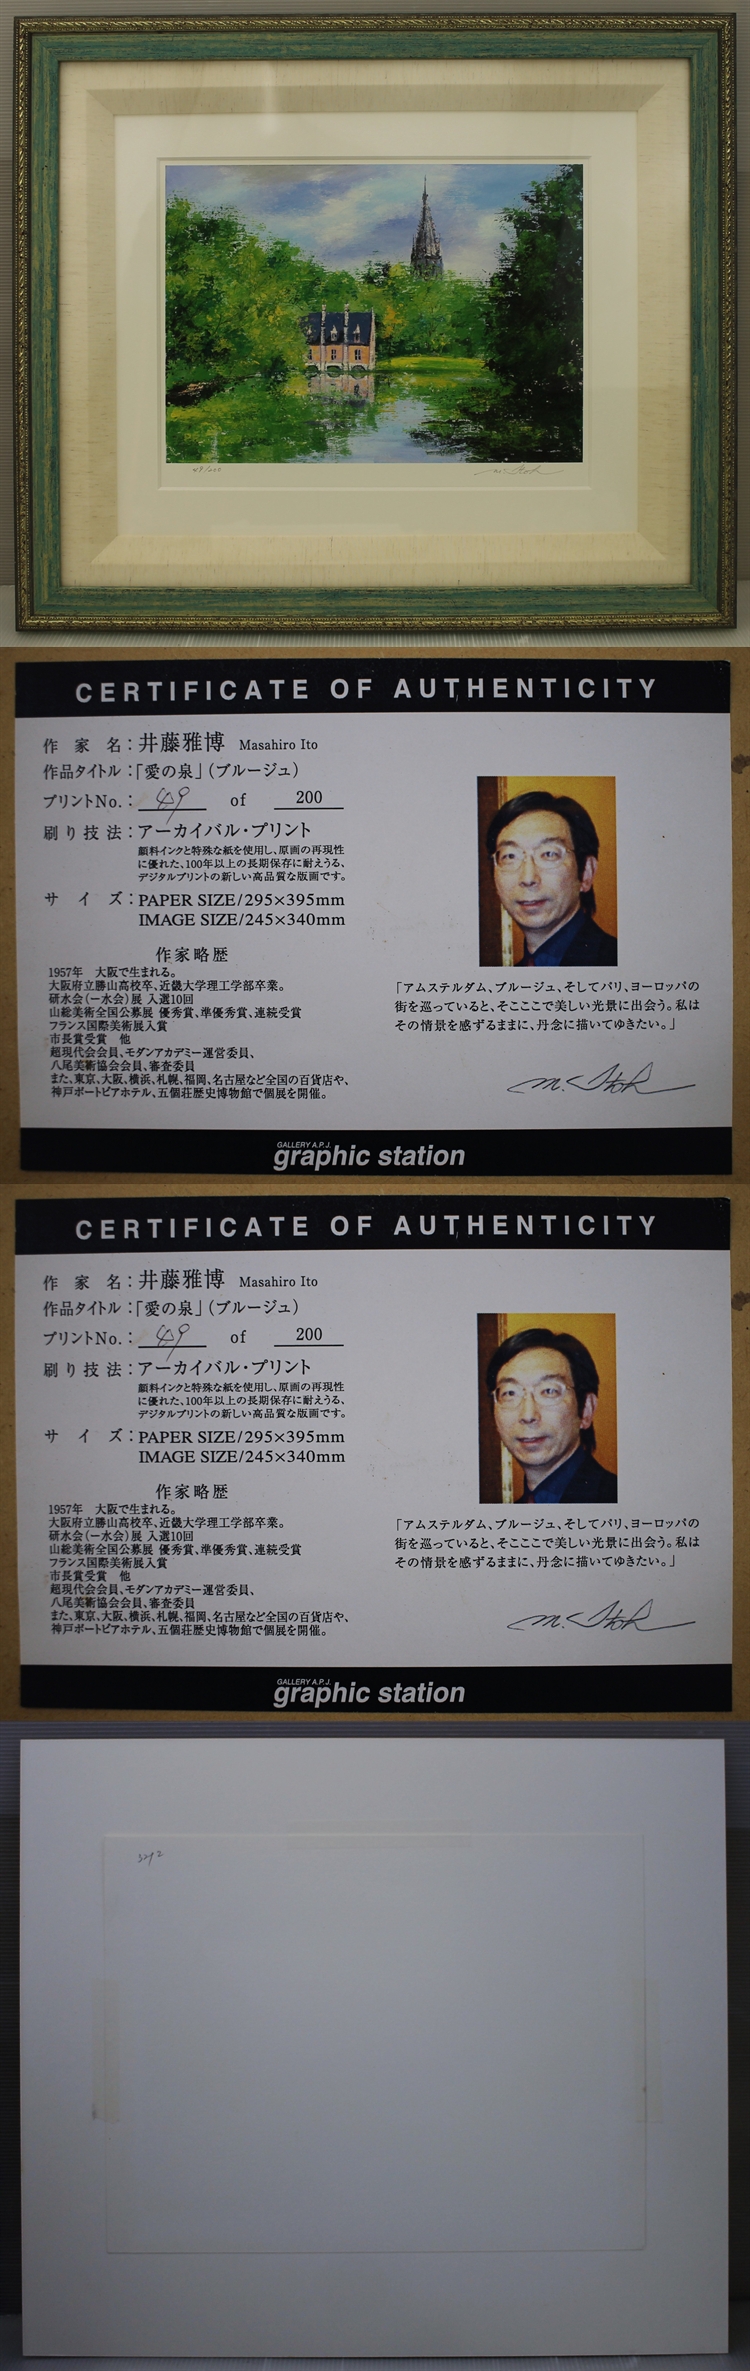 49/200
M. Itoh
CERTIFICATE OF AUTHENTICITY
作家名：井藤雅博 Masahiro Ito
作品タイトル：「愛の泉」（ブルージュ）
プリントNo.： 49 of 200
刷り技法：アーカイバル・プリント
顔料インクと特殊な紙を使用し、原画の再現性
に優れた、100年以上の長期保存に耐えうる、
デジタルプリントの新しい高品質な版画です。
サイズ：PAPER SIZE/295×395mm
IMAGE SIZE/245×340mm
作家略歴
1957年　大阪で生まれる。
大阪府立勝山高校卒、近畿大学理工学部卒業。
研水会（一水会）展 入選10回
山総美術全国公募展 優秀賞、準優秀賞、連続受賞
フランス国際美術展入賞
市長賞受賞　他
超現代会会員、モダンアカデミー運営委員、
八尾美術協会会員、審査委員
また、東京、大阪、横浜、札幌、福岡、名古屋など全国の百貨店や、
神戸ポートピアホテル、五個荘歴史博物館で個展を開催。
「アムステルダム、ブルージュ、そしてパリ、ヨーロッパの
街を巡っていると、そこここで美しい光景に出会う。私は
その情景を感ずるままに、丹念に描いてゆきたい。」
M. Itoh
GALLERY A.P.J.
graphic station
CERTIFICATE OF AUTHENTICITY
作家名：井藤雅博 Masahiro Ito
作品タイトル：「愛の泉」（ブルージュ）
プリントNo.： 49 of 200
刷り技法：アーカイバル・プリント
顔料インクと特殊な紙を使用し、原画の再現性
に優れた、100年以上の長期保存に耐えうる、
デジタルプリントの新しい高品質な版画です。
サイズ：PAPER SIZE/295×395mm
IMAGE SIZE/245×340mm
作家略歴
1957年　大阪で生まれる。
大阪府立勝山高校卒、近畿大学理工学部卒業。
研水会（一水会）展 入選10回
山総美術全国公募展 優秀賞、準優秀賞、連続受賞
フランス国際美術展入賞
市長賞受賞　他
超現代会会員、モダンアカデミー運営委員、
八尾美術協会会員、審査委員
また、東京、大阪、横浜、札幌、福岡、名古屋など全国の百貨店や、
神戸ポートピアホテル、五個荘歴史博物館で個展を開催。
「アムステルダム、ブルージュ、そしてパリ、ヨーロッパの
街を巡っていると、そこここで美しい光景に出会う。私は
その情景を感ずるままに、丹念に描いてゆきたい。」
M. Itoh
GALLERY A.P.J.
graphic station